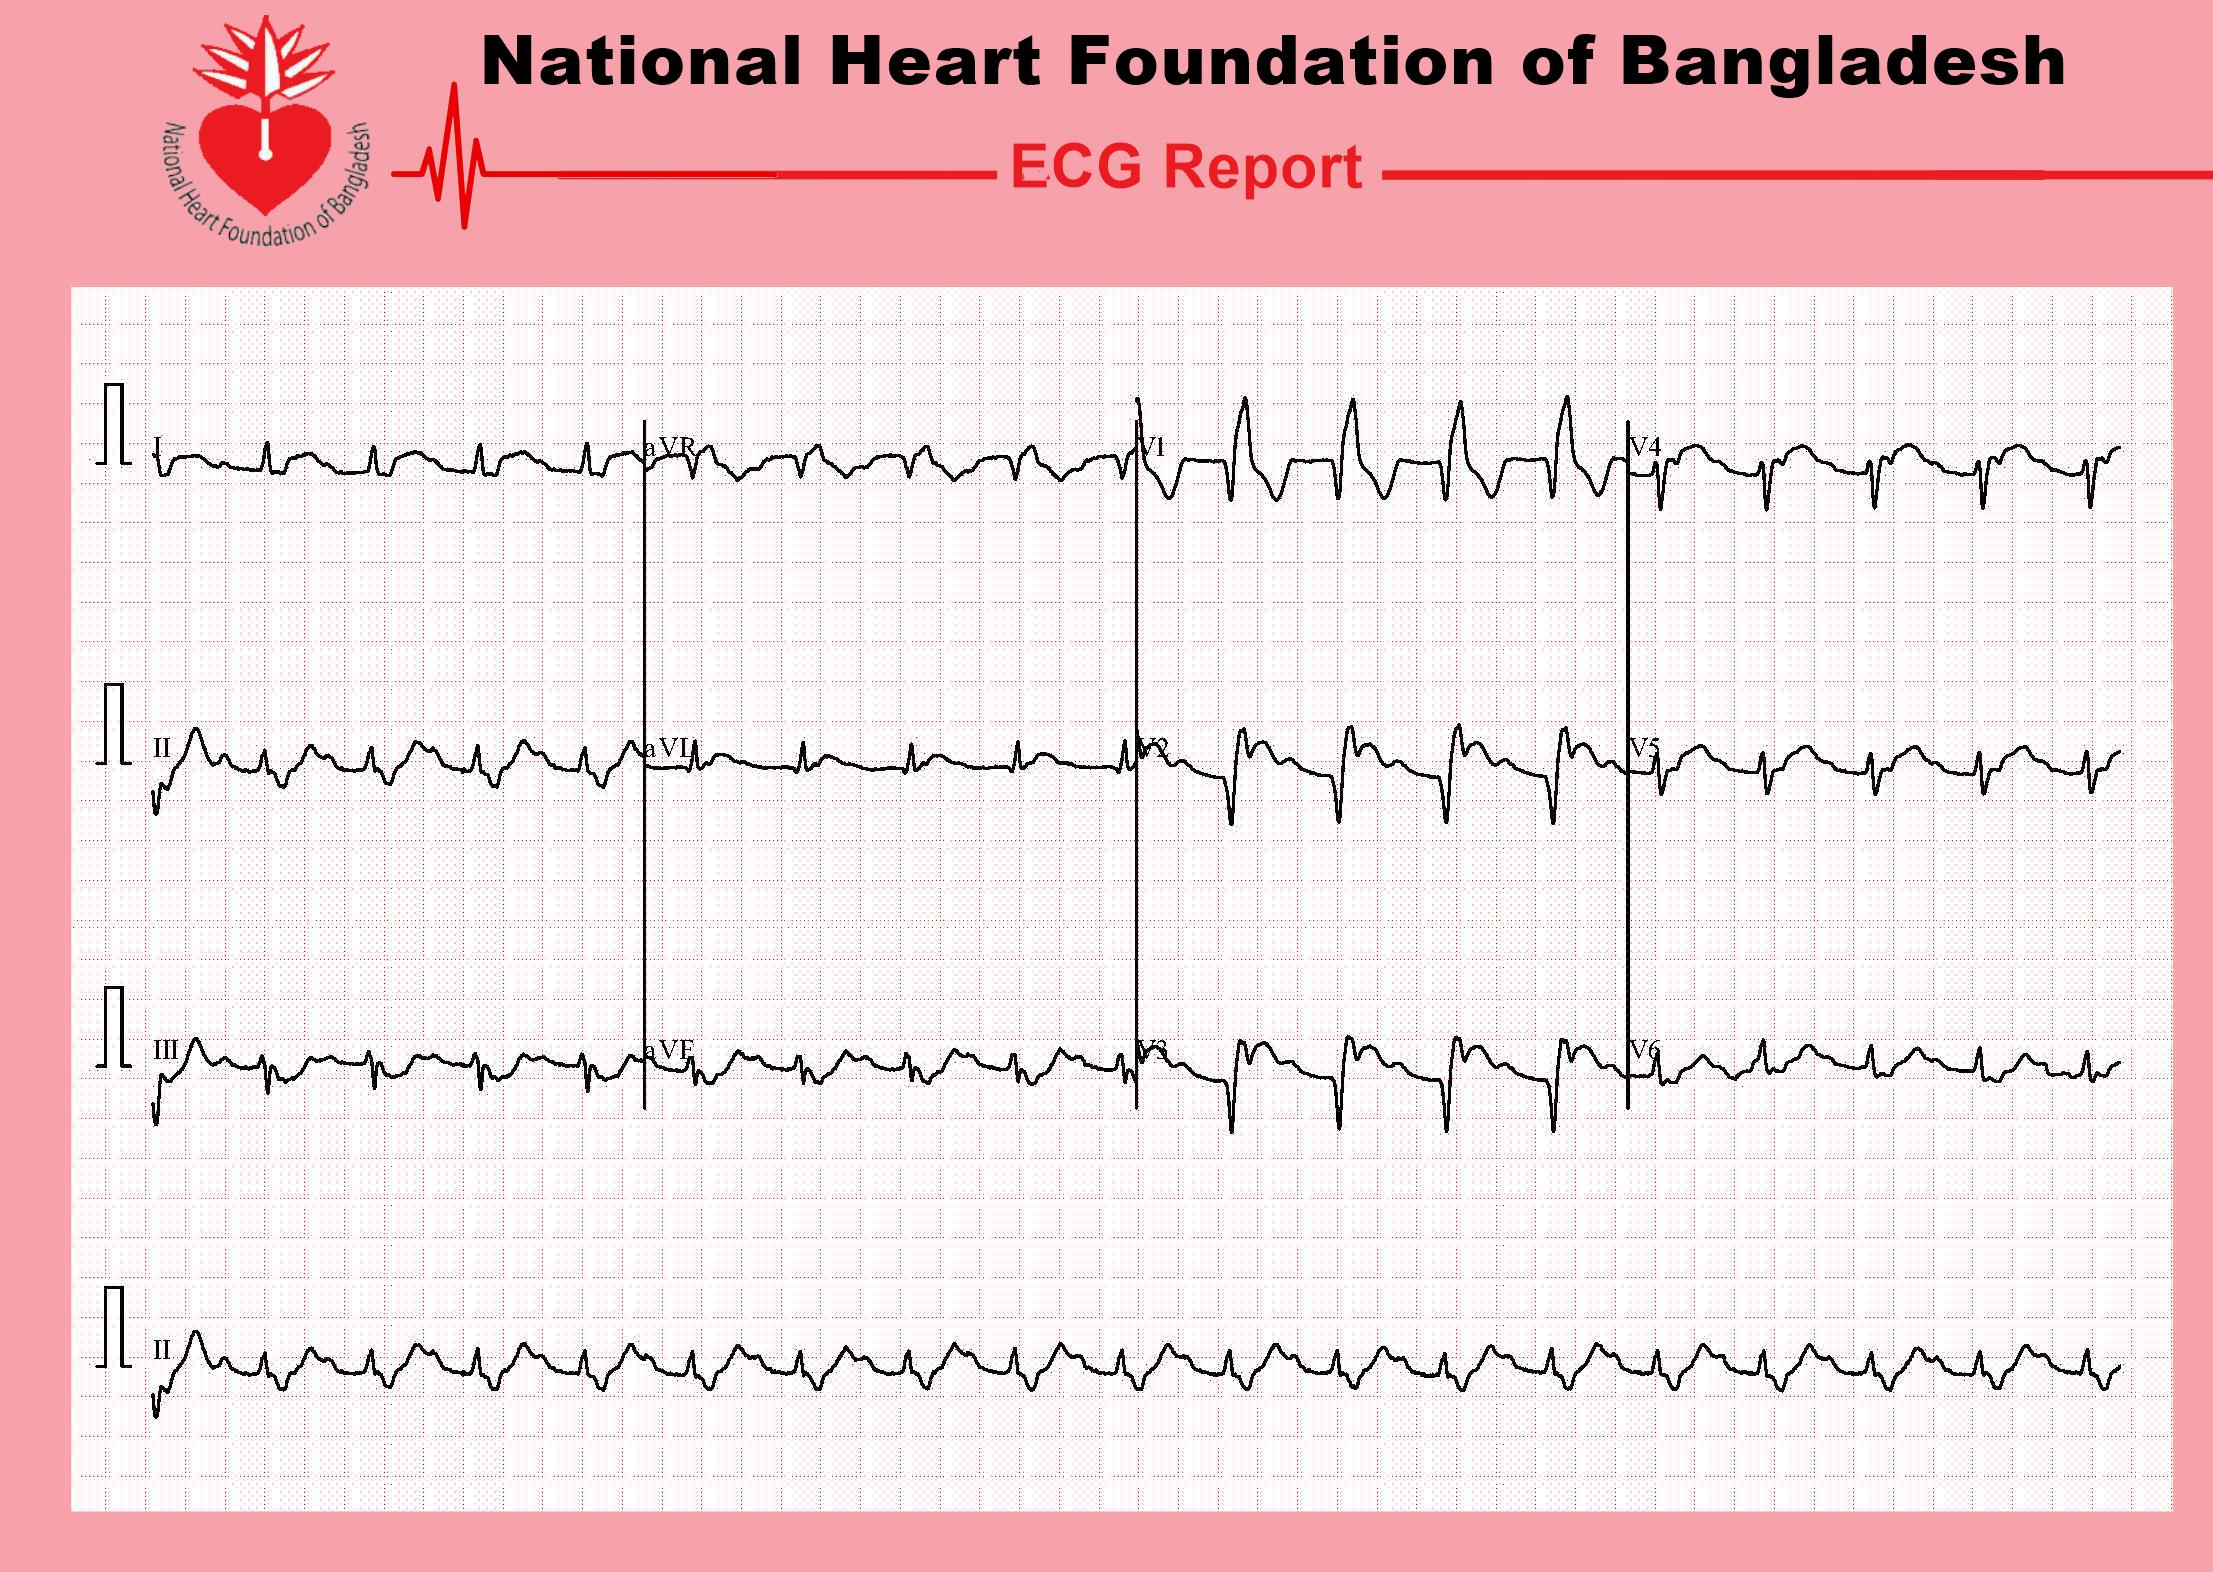 National Heart Foundation of Bangladesh
National Heart Foundation of Bangladesh
ECG Report
I
aVR
V1
V4
II
aVL
V2
V5
III
aVF
V3
V6
II